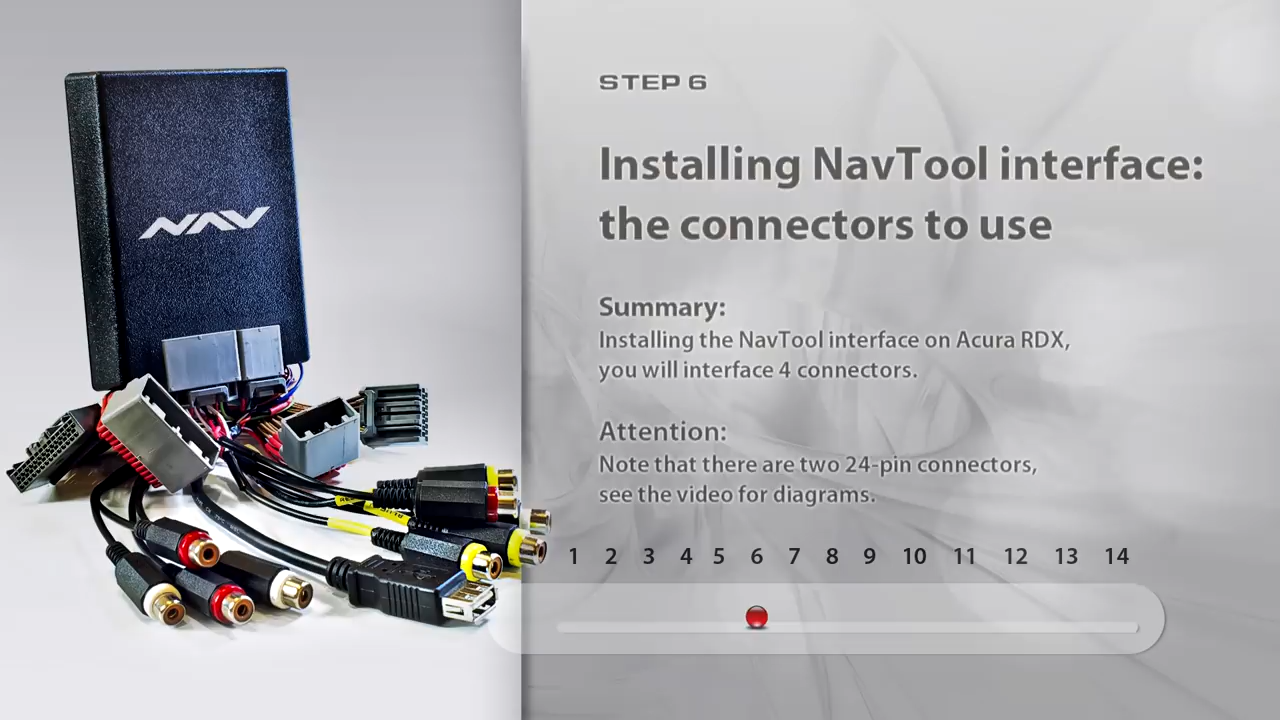 NAV
STEP 6
Installing NavTool interface:
the connectors to use
Summary:
Installing the NavTool interface on Acura RDX,
you will interface 4 connectors.
Attention:
Note that there are two 24-pin connectors,
see the video for diagrams.
1 2 3 4 5 6 7 8 9 10 11 12 13 14